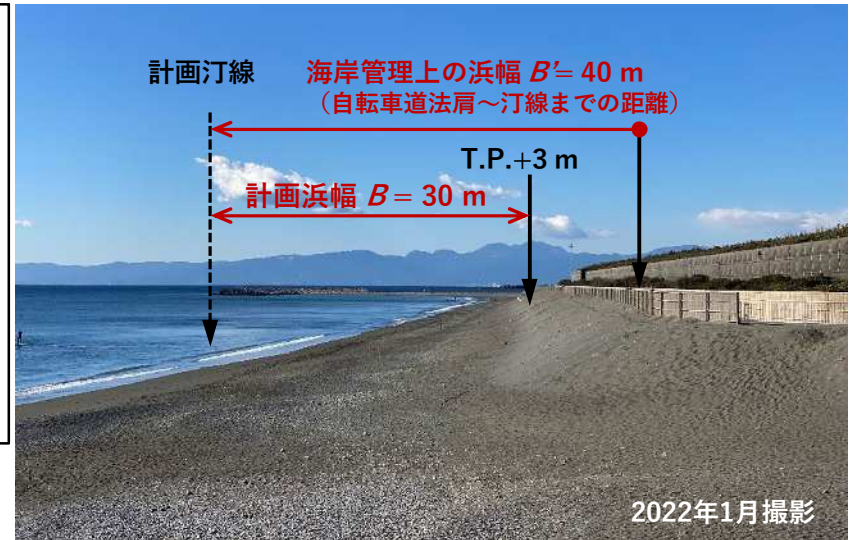 計画汀線
海岸管理上の浜幅 B'= 40 m
（自転車道法肩～汀線までの距離）
T.P.+3 m
計画浜幅 B = 30 m
2022年1月撮影